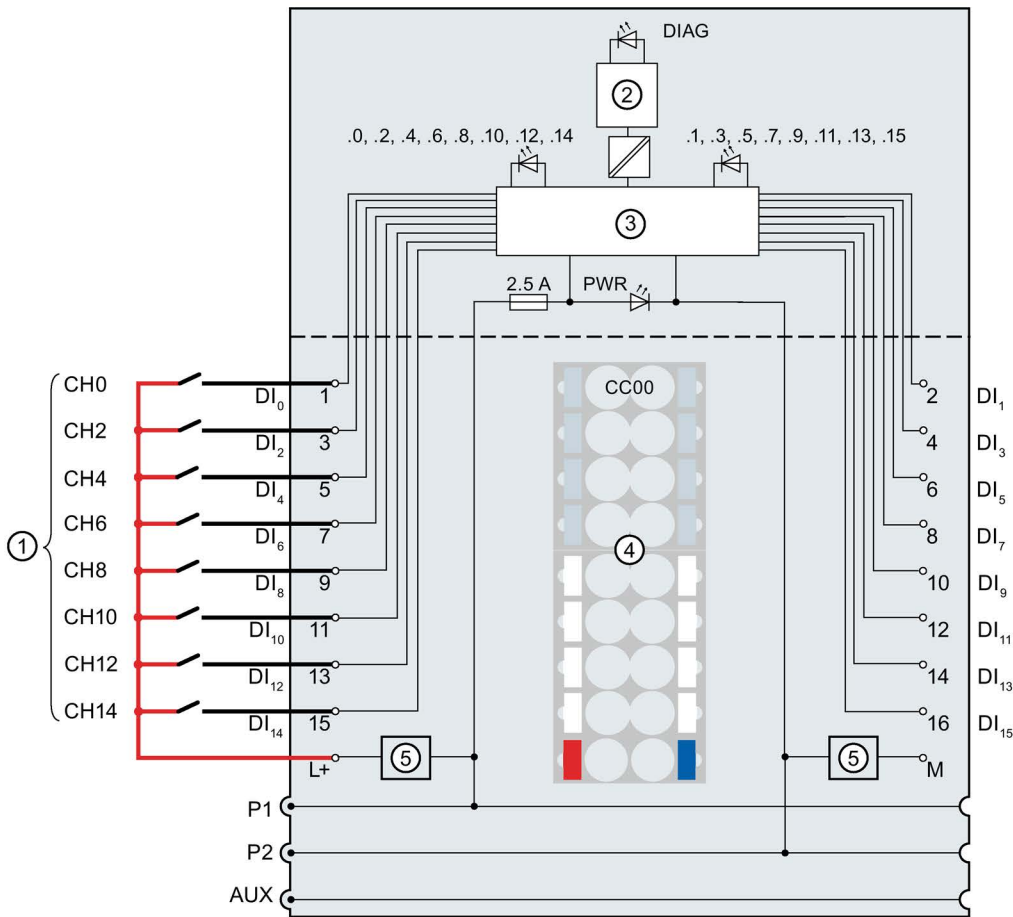 DIAG
2
.0, .2, .4, .6, .8, .10, .12, .14
.1, .3, .5, .7, .9, .11, .13, .15
3
2.5 A
PWR
CH0
DI0
1
CC00
2
DI1
CH2
DI2
3
4
DI3
CH4
DI4
5
6
DI5
1
CH6
DI6
7
4
8
DI7
CH8
DI8
9
10
DI9
CH10
DI10
11
12
DI11
CH12
DI12
13
14
DI13
CH14
DI14
15
16
DI15
L+
5
5
M
P1
P2
AUX